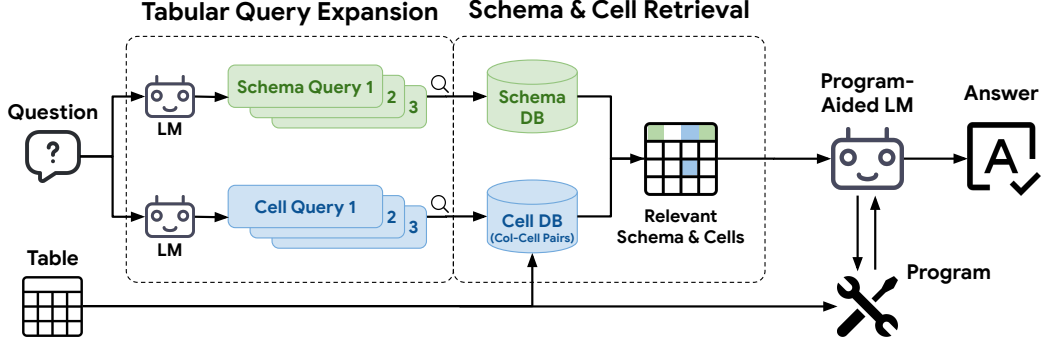 Tabular Query Expansion
Schema & Cell Retrieval
Question
?
LM
Schema Query 1
2
3
Schema
DB
LM
Cell Query 1
2
3
Cell DB
(Col-Cell Pairs)
Relevant
Schema & Cells
Program-
Aided LM
Answer
A
Table
Program